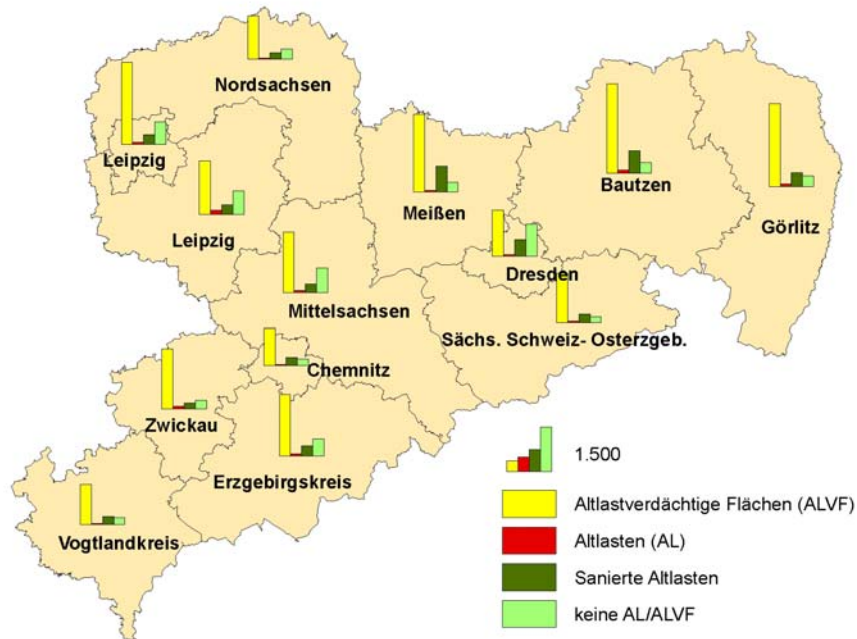 Nordsachsen
Leipzig
Leipzig
Meißen
Bautzen
Görlitz
Dresden
Mittelsachsen
Sächs. Schweiz- Osterzgeb.
Chemnitz
Zwickau
Erzgebirgskreis
Vogtlandkreis
1.500
Altlastverdächtige Flächen (ALVF)
Altlasten (AL)
Sanierte Altlasten
keine AL/ALVF